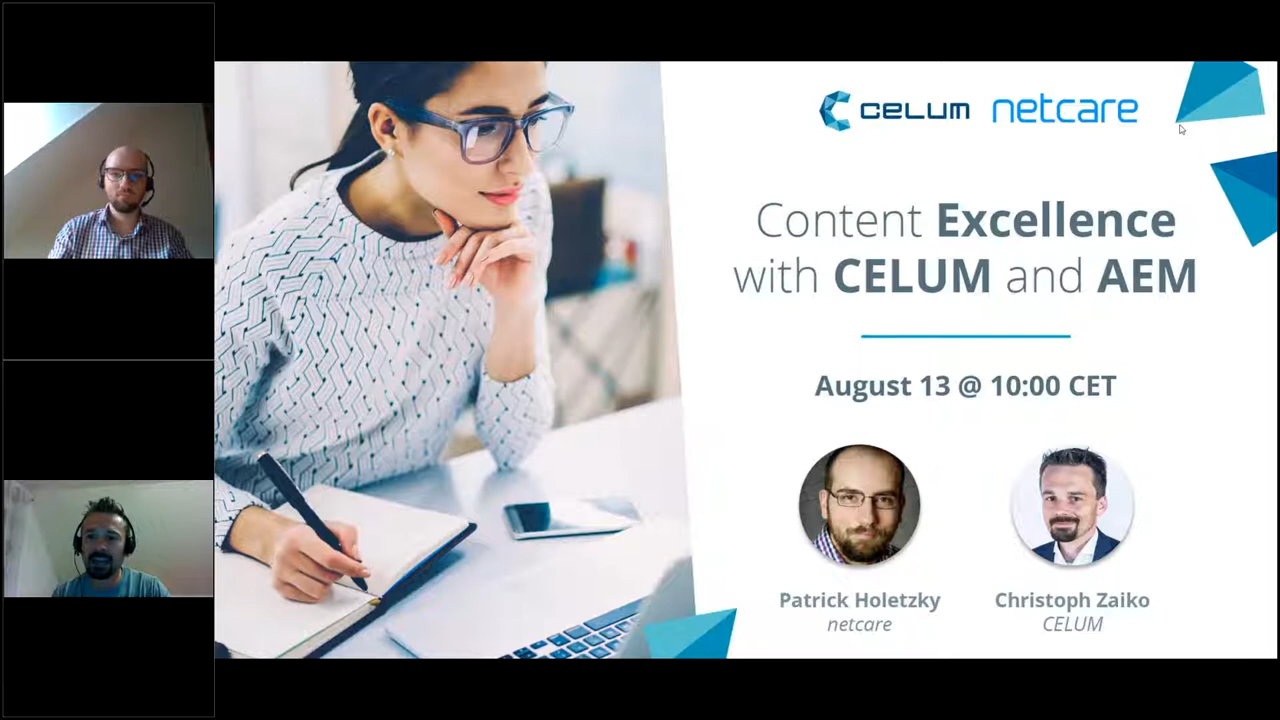 CELUM netcare
Content Excellence
with CELUM and AEM
August 13 @ 10:00 CET
Patrick Holetzky
netcare
Christoph Zaiko
CELUM